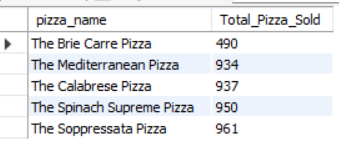 pizza_name Total_Pizza_Sold
The Brie Carre Pizza 490
The Mediterranean Pizza 934
The Calabrese Pizza 937
The Spinach Supreme Pizza 950
The Soppressata Pizza 961